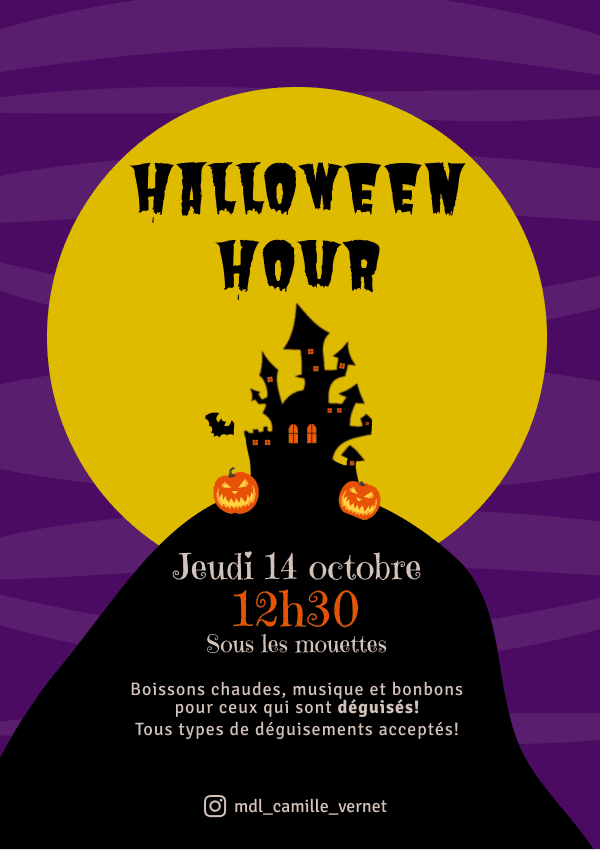 HALLOWEEN
HOUR
Jeudi 14 octobre
12h30
Sous les mouettes
Boissons chaudes, musique et bonbons
pour ceux qui sont déguisés!
Tous types de déguisements acceptés!
mdl_camille_vernet